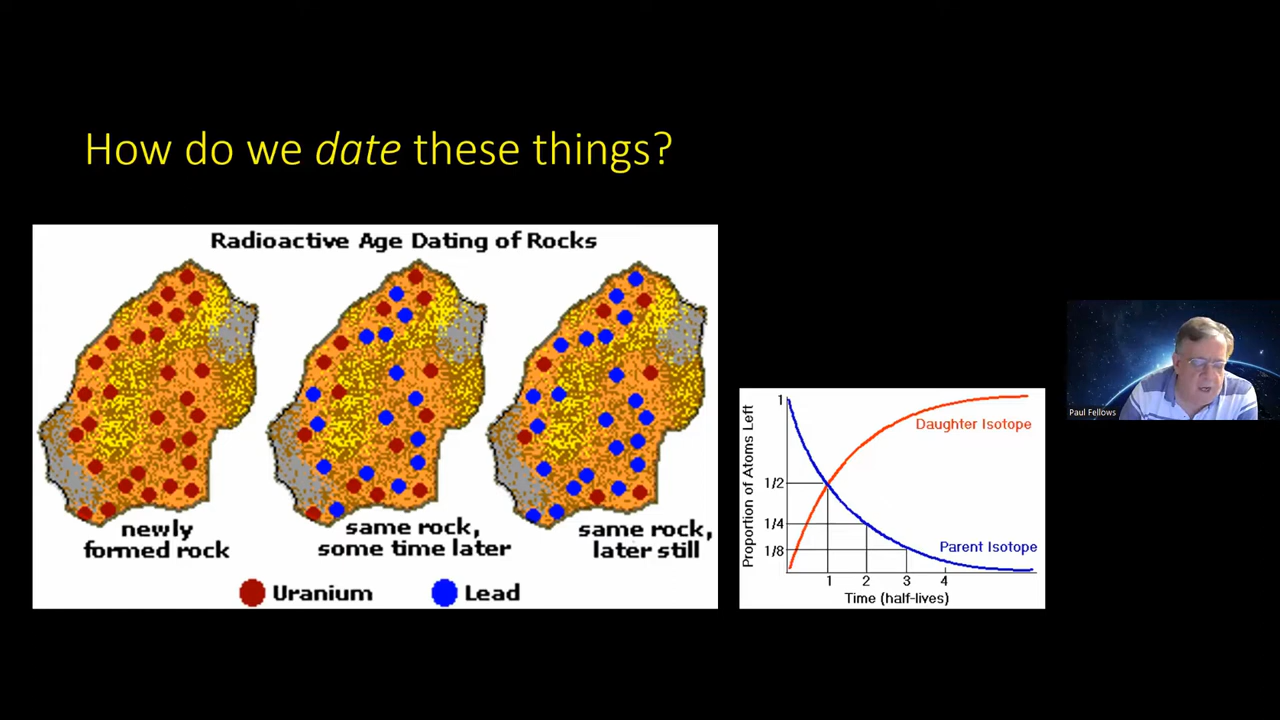 How do we date these things?
Radioactive Age Dating of Rocks
newly
formed rock
same rock,
some time later
same rock,
later still
Uranium
Lead
Proportion of Atoms Left
1
1/2
1/4
1/8
Daughter Isotope
Parent Isotope
1 2 3 4
Time (half-lives)
Paul Fellows